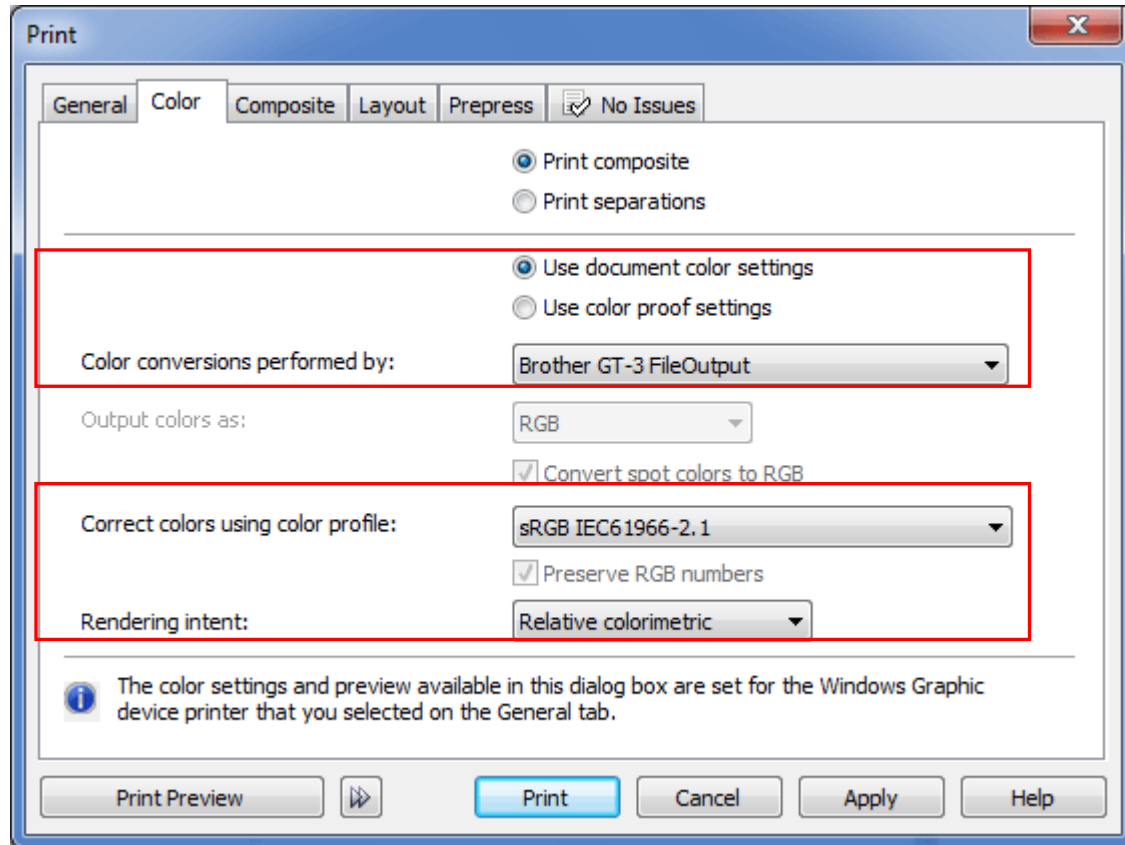 Print
General Color Composite Layout Prepress No Issues
Print composite
Print separations
Use document color settings
Use color proof settings
Color conversions performed by: Brother GT-3 FileOutput
Output colors as: RGB
Convert spot colors to RGB
Correct colors using color profile: sRGB IEC61966-2.1
Preserve RGB numbers
Rendering intent: Relative colorimetric
The color settings and preview available in this dialog box are set for the Windows Graphic
device printer that you selected on the General tab.
Print Preview Print Cancel Apply Help